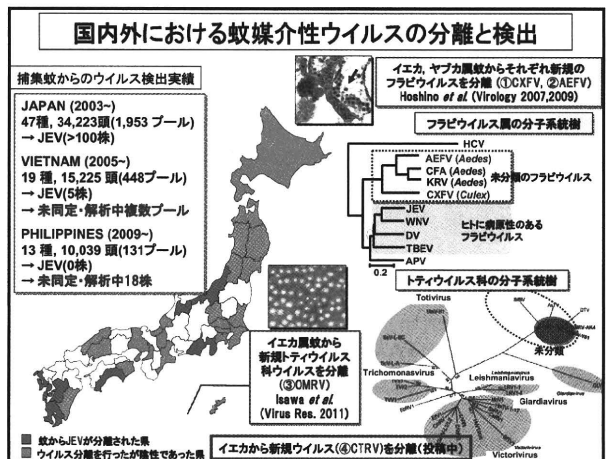 国内外における蚊媒介性ウイルスの分離と検出
捕集蚊からのウイルス検出実績
JAPAN (2003~)
47種, 34,223頭(1,953 プール)
→ JEV(>100株)
VIETNAM (2005~)
19 種, 15,225 頭(448プール)
→ JEV(5株)
→ 未同定・解析中複数プール
PHILIPPINES (2009~)
13 種, 10,039 頭(131プール)
→ JEV(0株)
→ 未同定・解析中18株
イエカ, ヤブカ属蚊からそれぞれ新規の
フラビウイルスを分離 (①CXFV, ②AEFV)
Hoshino et al. (Virology 2007,2009)
フラビウイルス属の分子系統樹
HCV
AEFV (Aedes)
CFA (Aedes)
KRV (Aedes)
CXFV (Culex)
未分類のフラビウイルス
JEV
WNV
DV
TBEV
APV
ヒトに病原性のある
フラビウイルス
0.2
トティウイルス科の分子系統樹
Totivirus
未分類
Trichomonasvirus
Leishmaniavirus
Giardiavirus
Victorivirus
イエカ属蚊から
新規トティウイルス
科ウイルスを分離
(③OMRV)
Isawa et al.
(Virus Res. 2011)
蚊からJEVが分離された県
ウイルス分離を行ったが陰性であった県
イエカから新規ウイルス(④CTRV)を分離(投稿中)